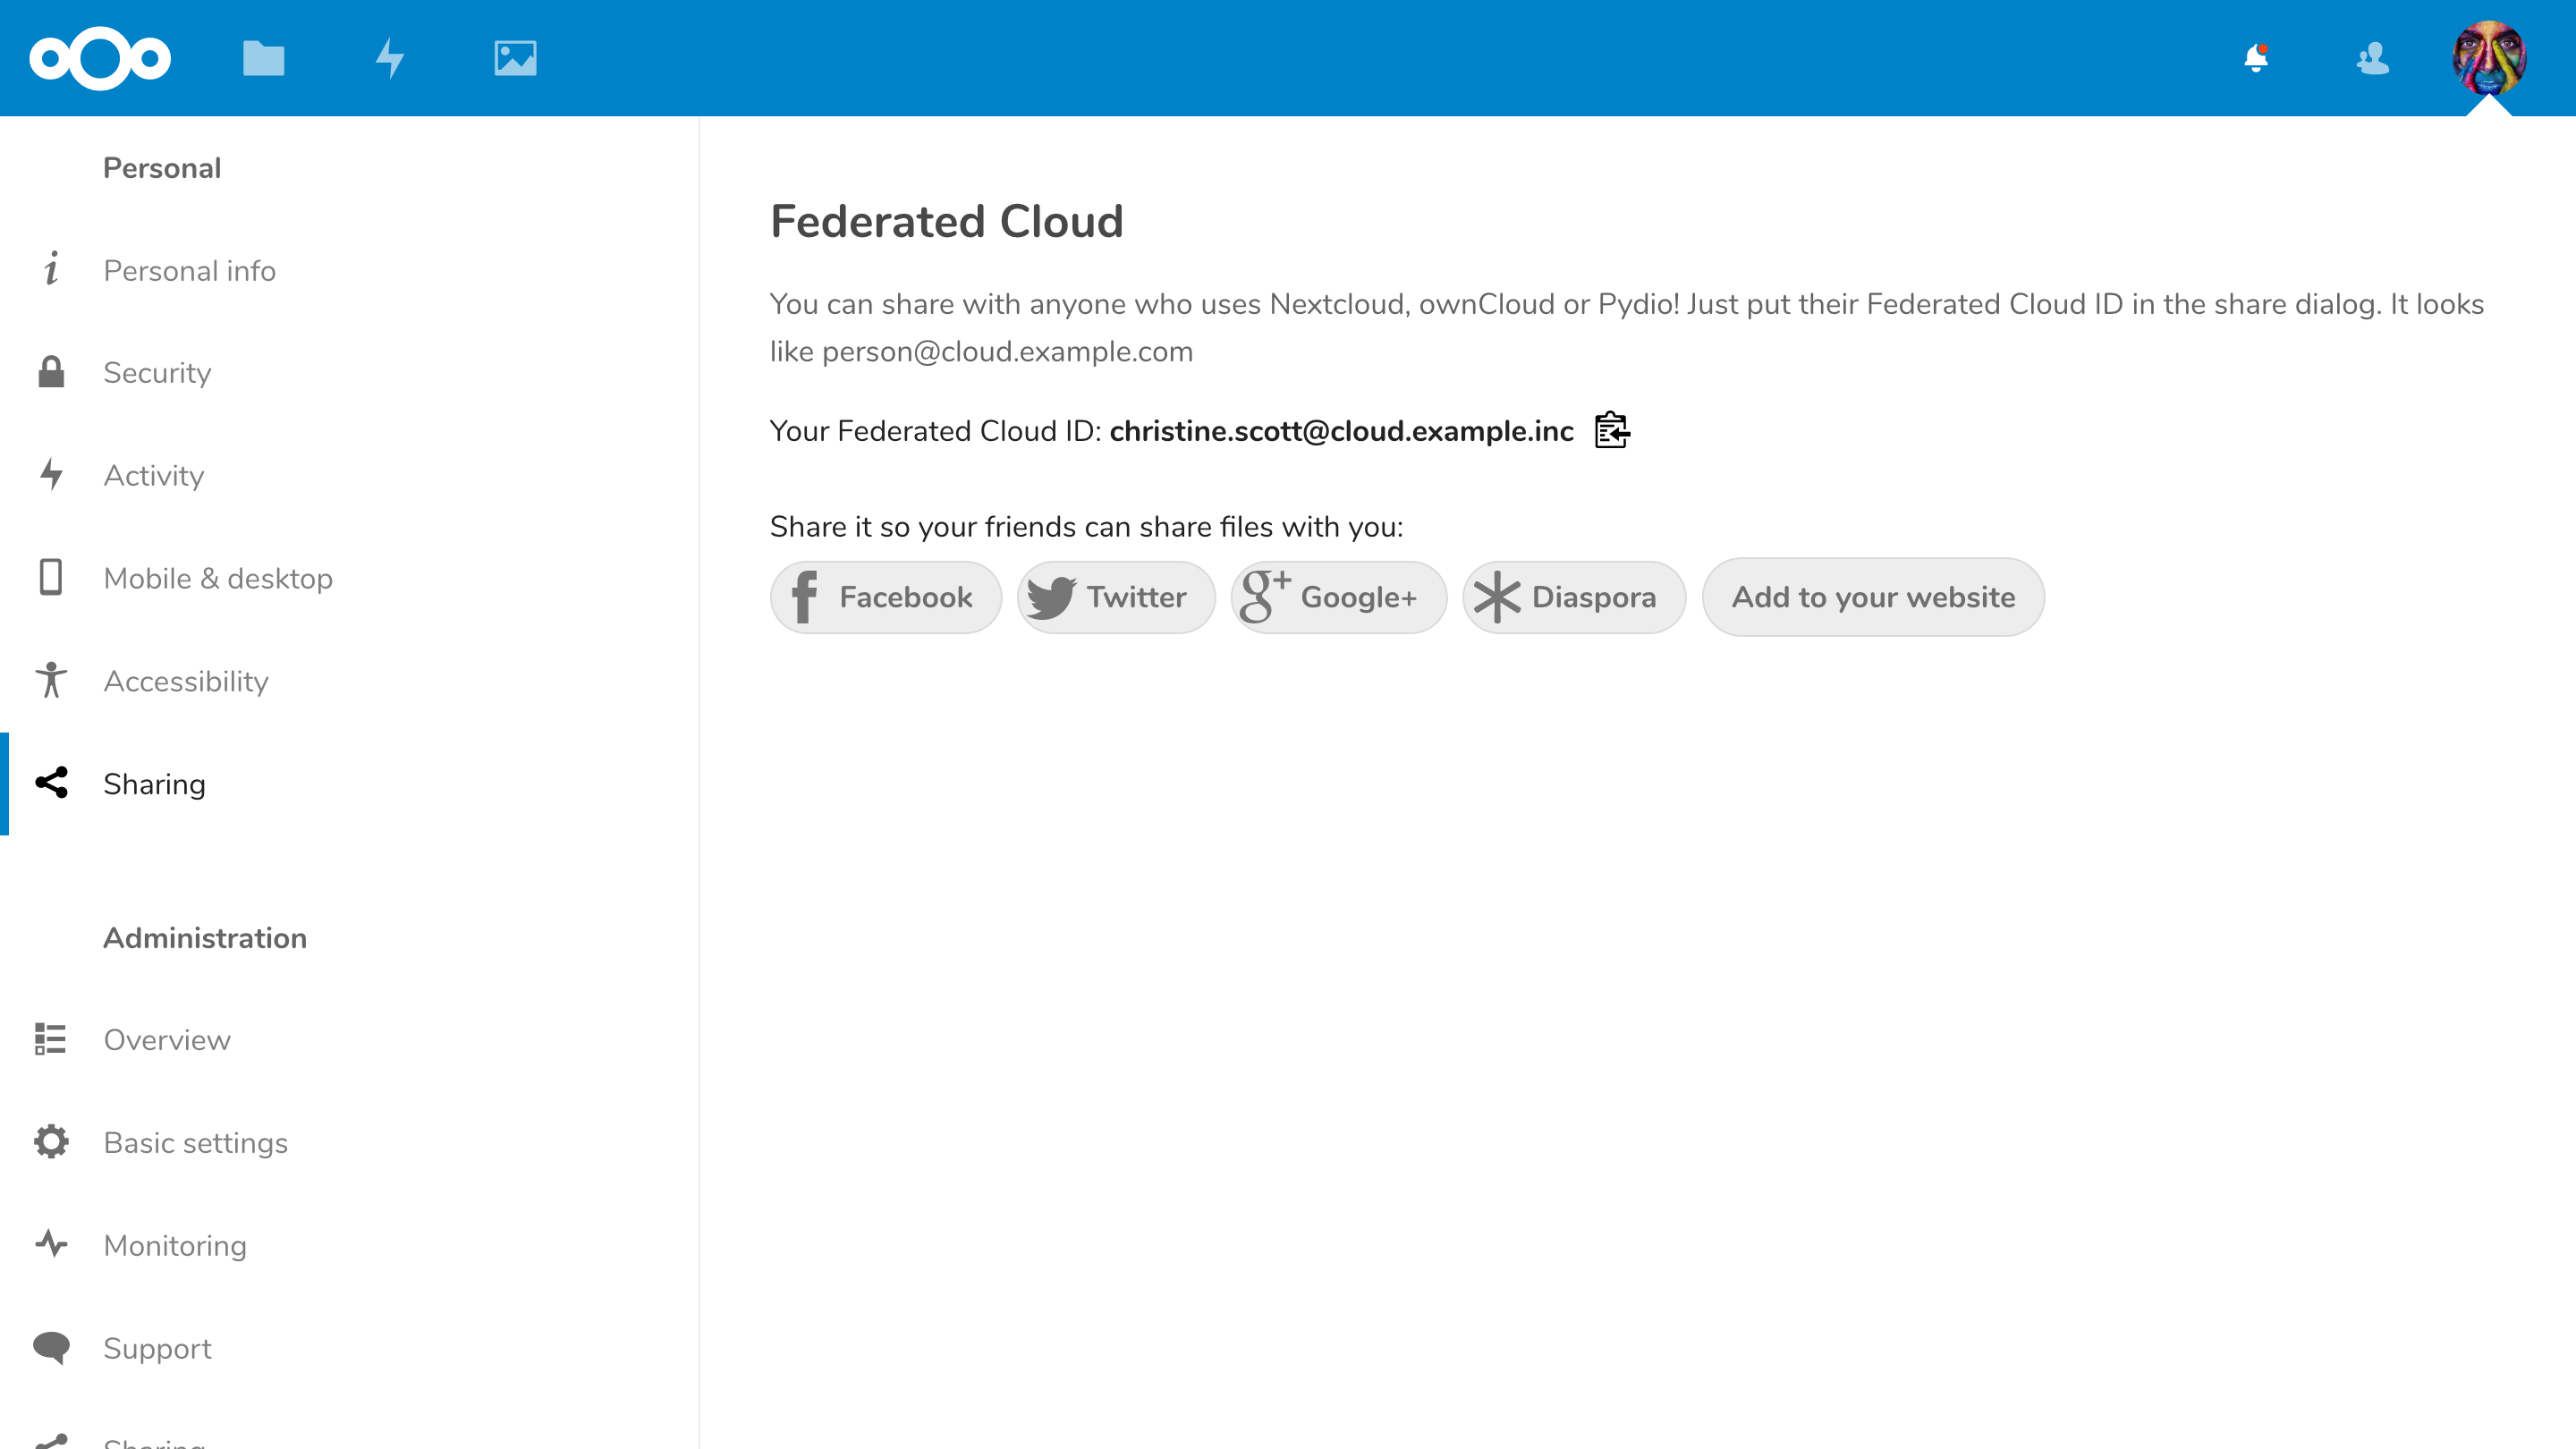 Personal
Personal info
Security
Activity
Mobile & desktop
Accessibility
Sharing
Administration
Overview
Basic settings
Monitoring
Support
Sharing
Federated Cloud
You can share with anyone who uses Nextcloud, ownCloud or Pydio! Just put their Federated Cloud ID in the share dialog. It looks
like person@cloud.example.com
Your Federated Cloud ID: christine.scott@cloud.example.inc
Share it so your friends can share files with you:
Facebook Twitter Google+ Diaspora Add to your website